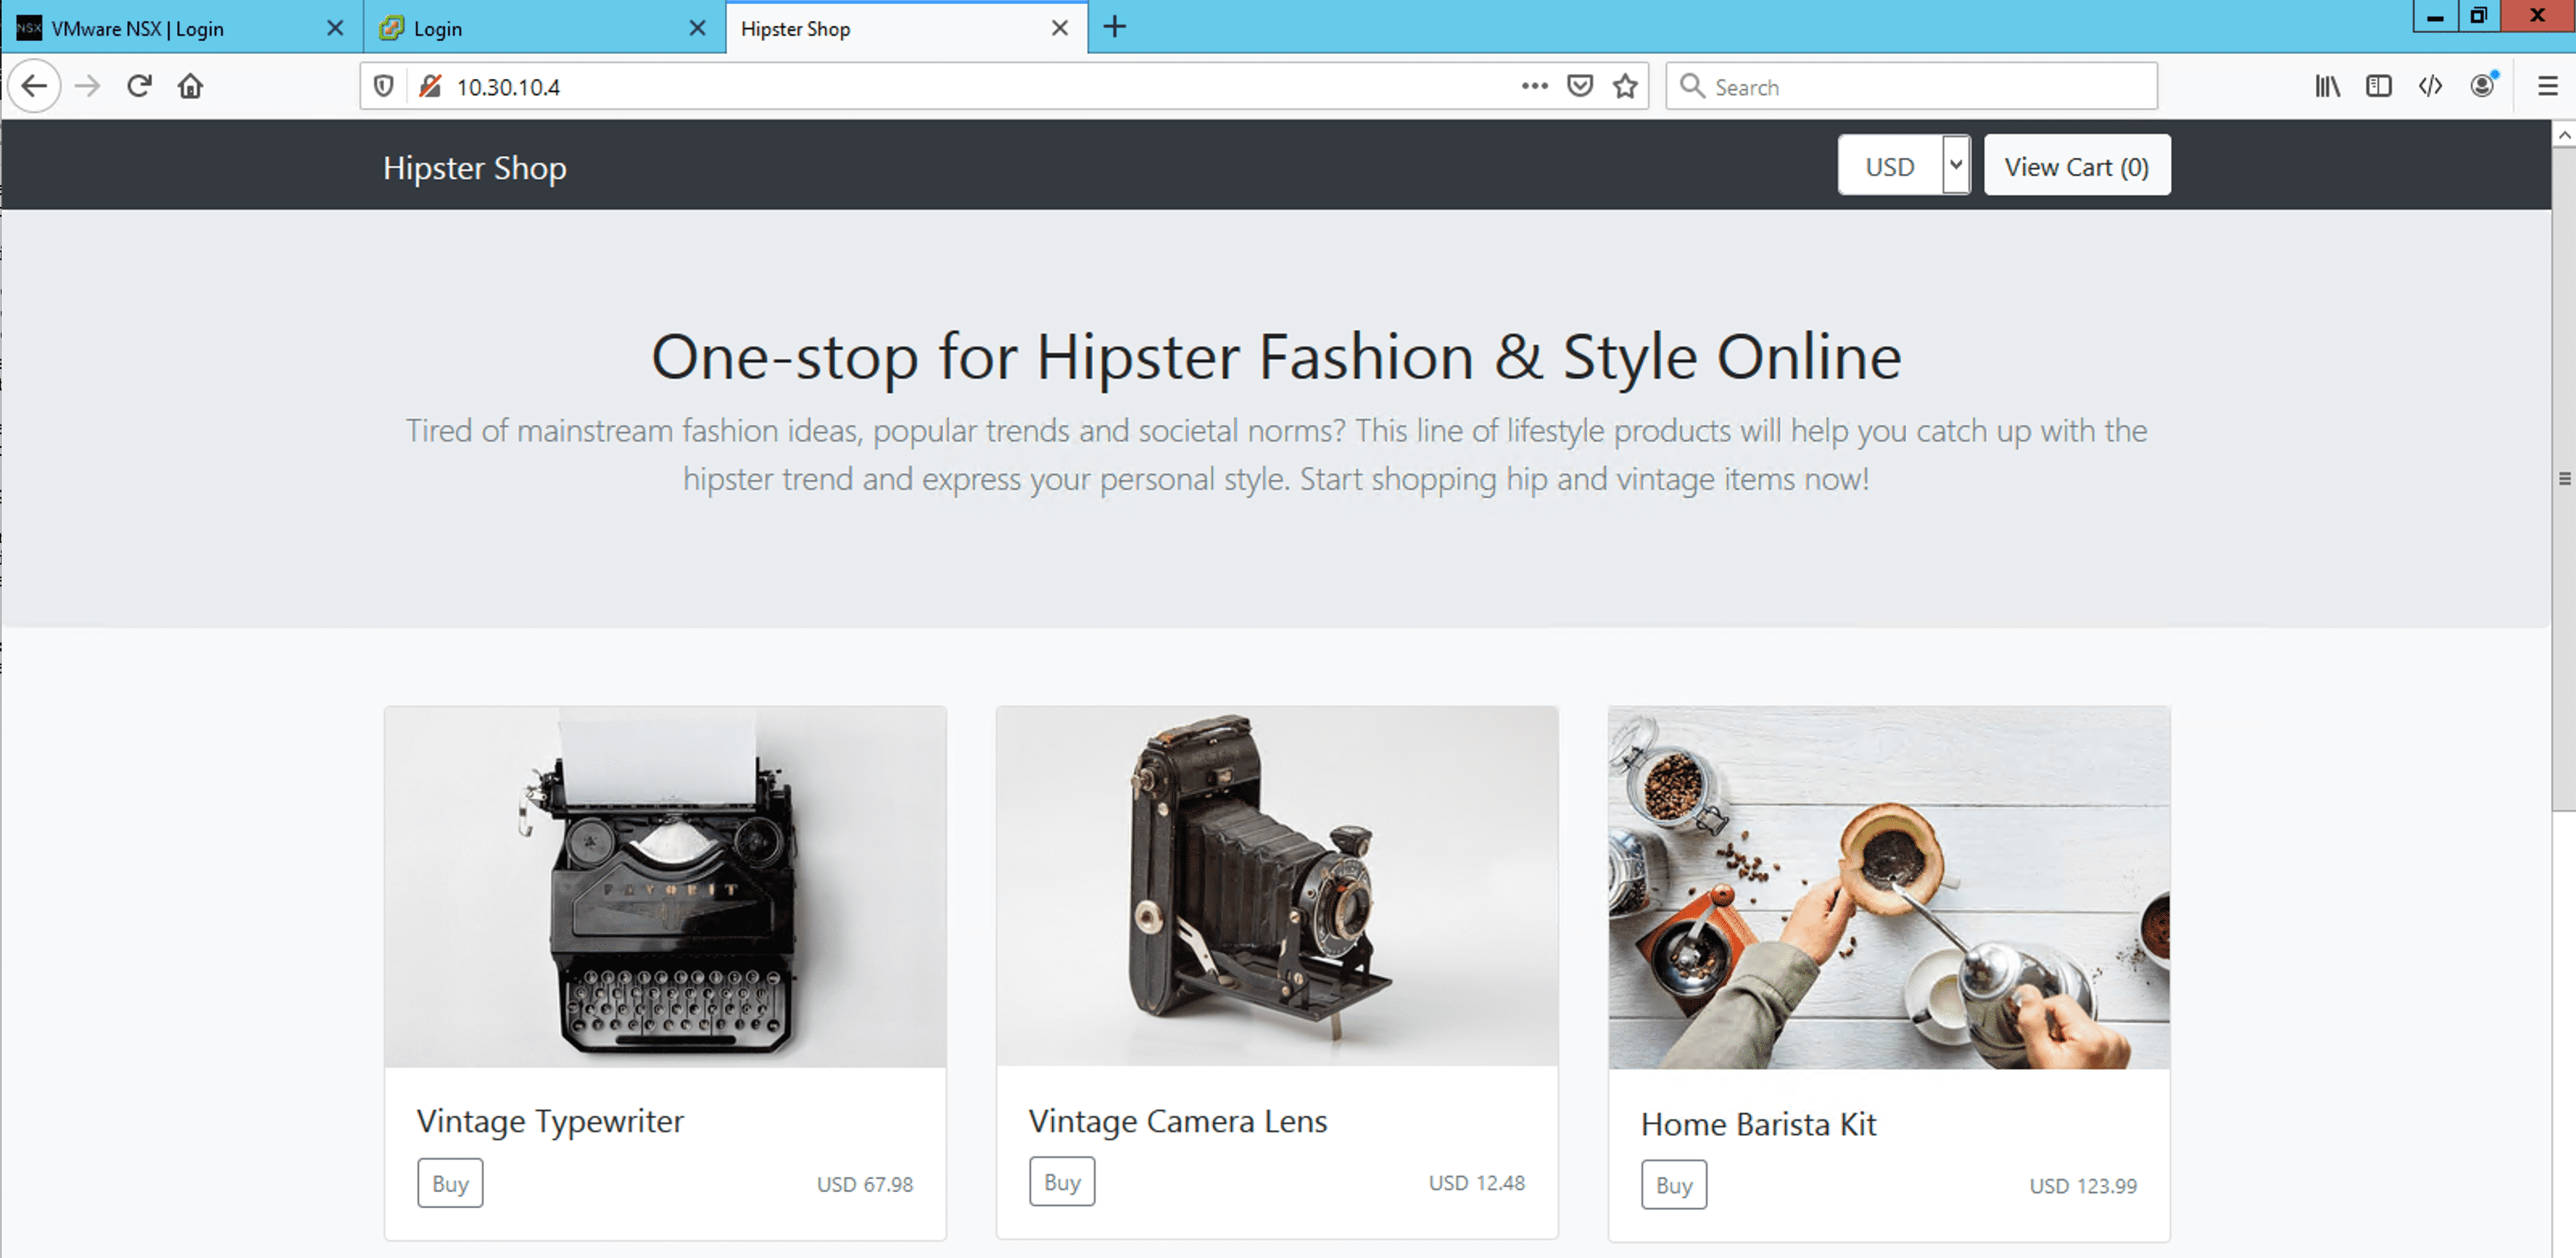 VMware NSX | Login
Login
Hipster Shop
10.30.10.4
Search
Hipster Shop
USD
View Cart (0)
One-stop for Hipster Fashion & Style Online
Tired of mainstream fashion ideas, popular trends and societal norms? This line of lifestyle products will help you catch up with the
hipster trend and express your personal style. Start shopping hip and vintage items now!
FAVORIT
Vintage Typewriter
Buy
USD 67.98
Vintage Camera Lens
Buy
USD 12.48
Home Barista Kit
Buy
USD 123.99